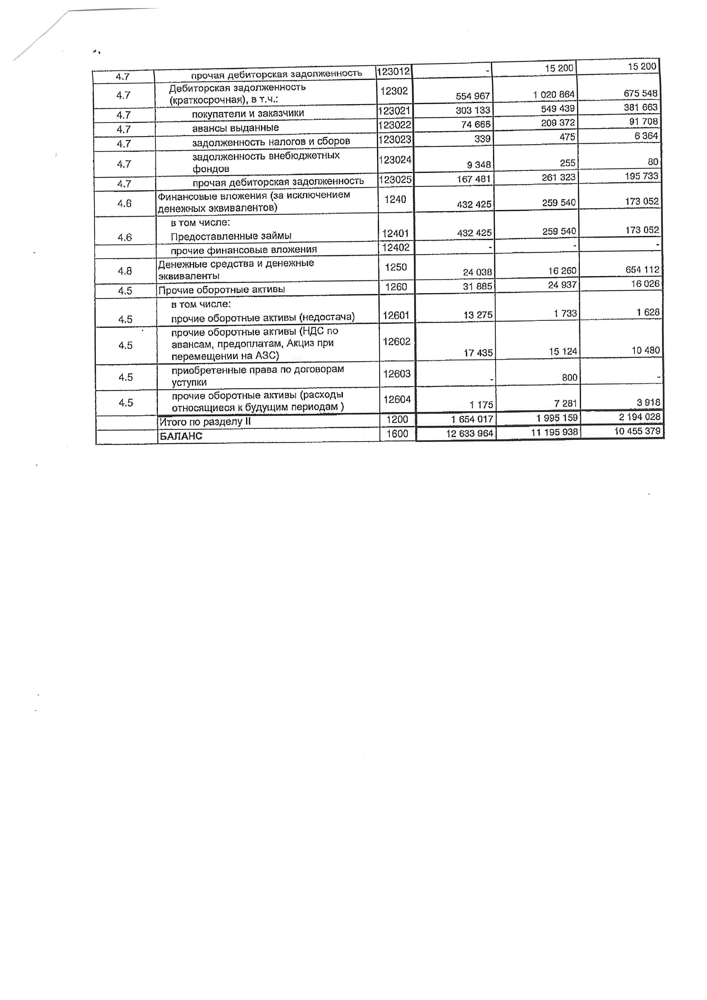 4.7 прочая дебиторская задолженность 123012 - 15 200 15 200
4.7 Дебиторская задолженность
(краткосрочная), в т.ч.: 12302 554 967 1 020 864 675 548
4.7 покупатели и заказчики 123021 303 133 549 439 381 663
4.7 авансы выданные 123022 74 666 209 372 91 708
4.7 задолженность налогов и сборов 123023 339 475 6 364
4.7 задолженность внебюджетных
фондов 123024 9 348 255 80
4.7 прочая дебиторская задолженность 123025 167 481 261 323 195 733
4.6 Финансовые вложения (за исключением
денежных эквивалентов) 1240 432 425 259 540 173 052
в том числе:
4.6 Предоставленные займы 12401 432 425 259 540 173 052
прочие финансовые вложения 12402 - - -
4.8 Денежные средства и денежные
эквиваленты 1250 24 038 16 260 654 112
4.5 Прочие оборотные активы 1260 31 885 24 937 16 026
в том числе:
4.5 прочие оборотные активы (недостача) 12601 13 275 1 733 1 628
прочие оборотные активы (НДС по
4.5 авансам, предоплатам, Акциз при 12602
перемещении на АЗС) 17 435 15 124 10 480
4.5 приобретенные права по договорам
уступки 12603 - 800 -
4.5 прочие оборотные активы (расходы
относящиеся к будущим периодам ) 12604 1 175 7 281 3 918
Итого по разделу II 1200 1 654 017 1 995 159 2 194 028
БАЛАНС 1600 12 633 964 11 195 938 10 455 379